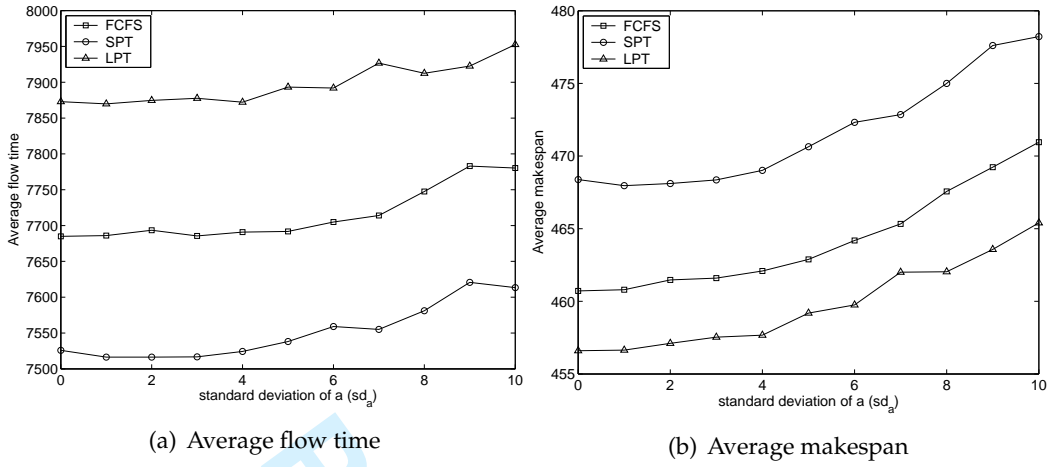 8000
7950
7900
7850
7800
7750
7700
7650
7600
7550
7500
Average flow time
FCFS
SPT
LPT
0 2 4 6 8 10
standard deviation of a (sd_a)
(a) Average flow time
480
475
470
465
460
455
Average makespan
FCFS
SPT
LPT
0 2 4 6 8 10
standard deviation of a (sd_a)
(b) Average makespan